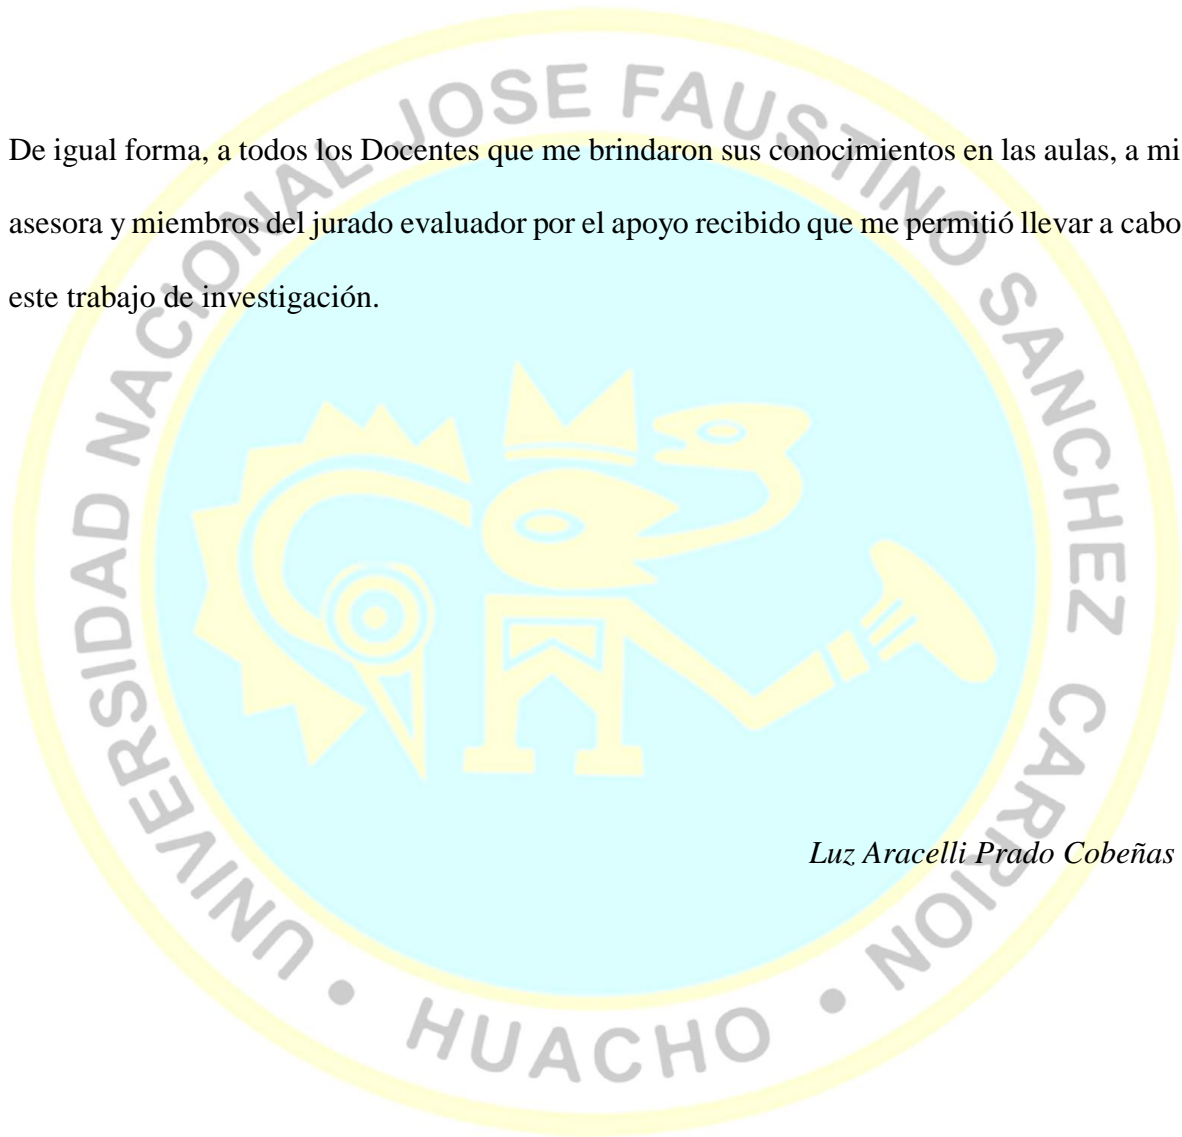 De igual forma, a todos los Docentes que me brindaron sus conocimientos en las aulas, a mi
asesora y miembros del jurado evaluador por el apoyo recibido que me permitió llevar a cabo
este trabajo de investigación.
Luz Aracelli Prado Cobeñas
UNIVERSIDAD NACIONAL JOSE FAUSTINO SANCHEZ CARRION • HUACHO •